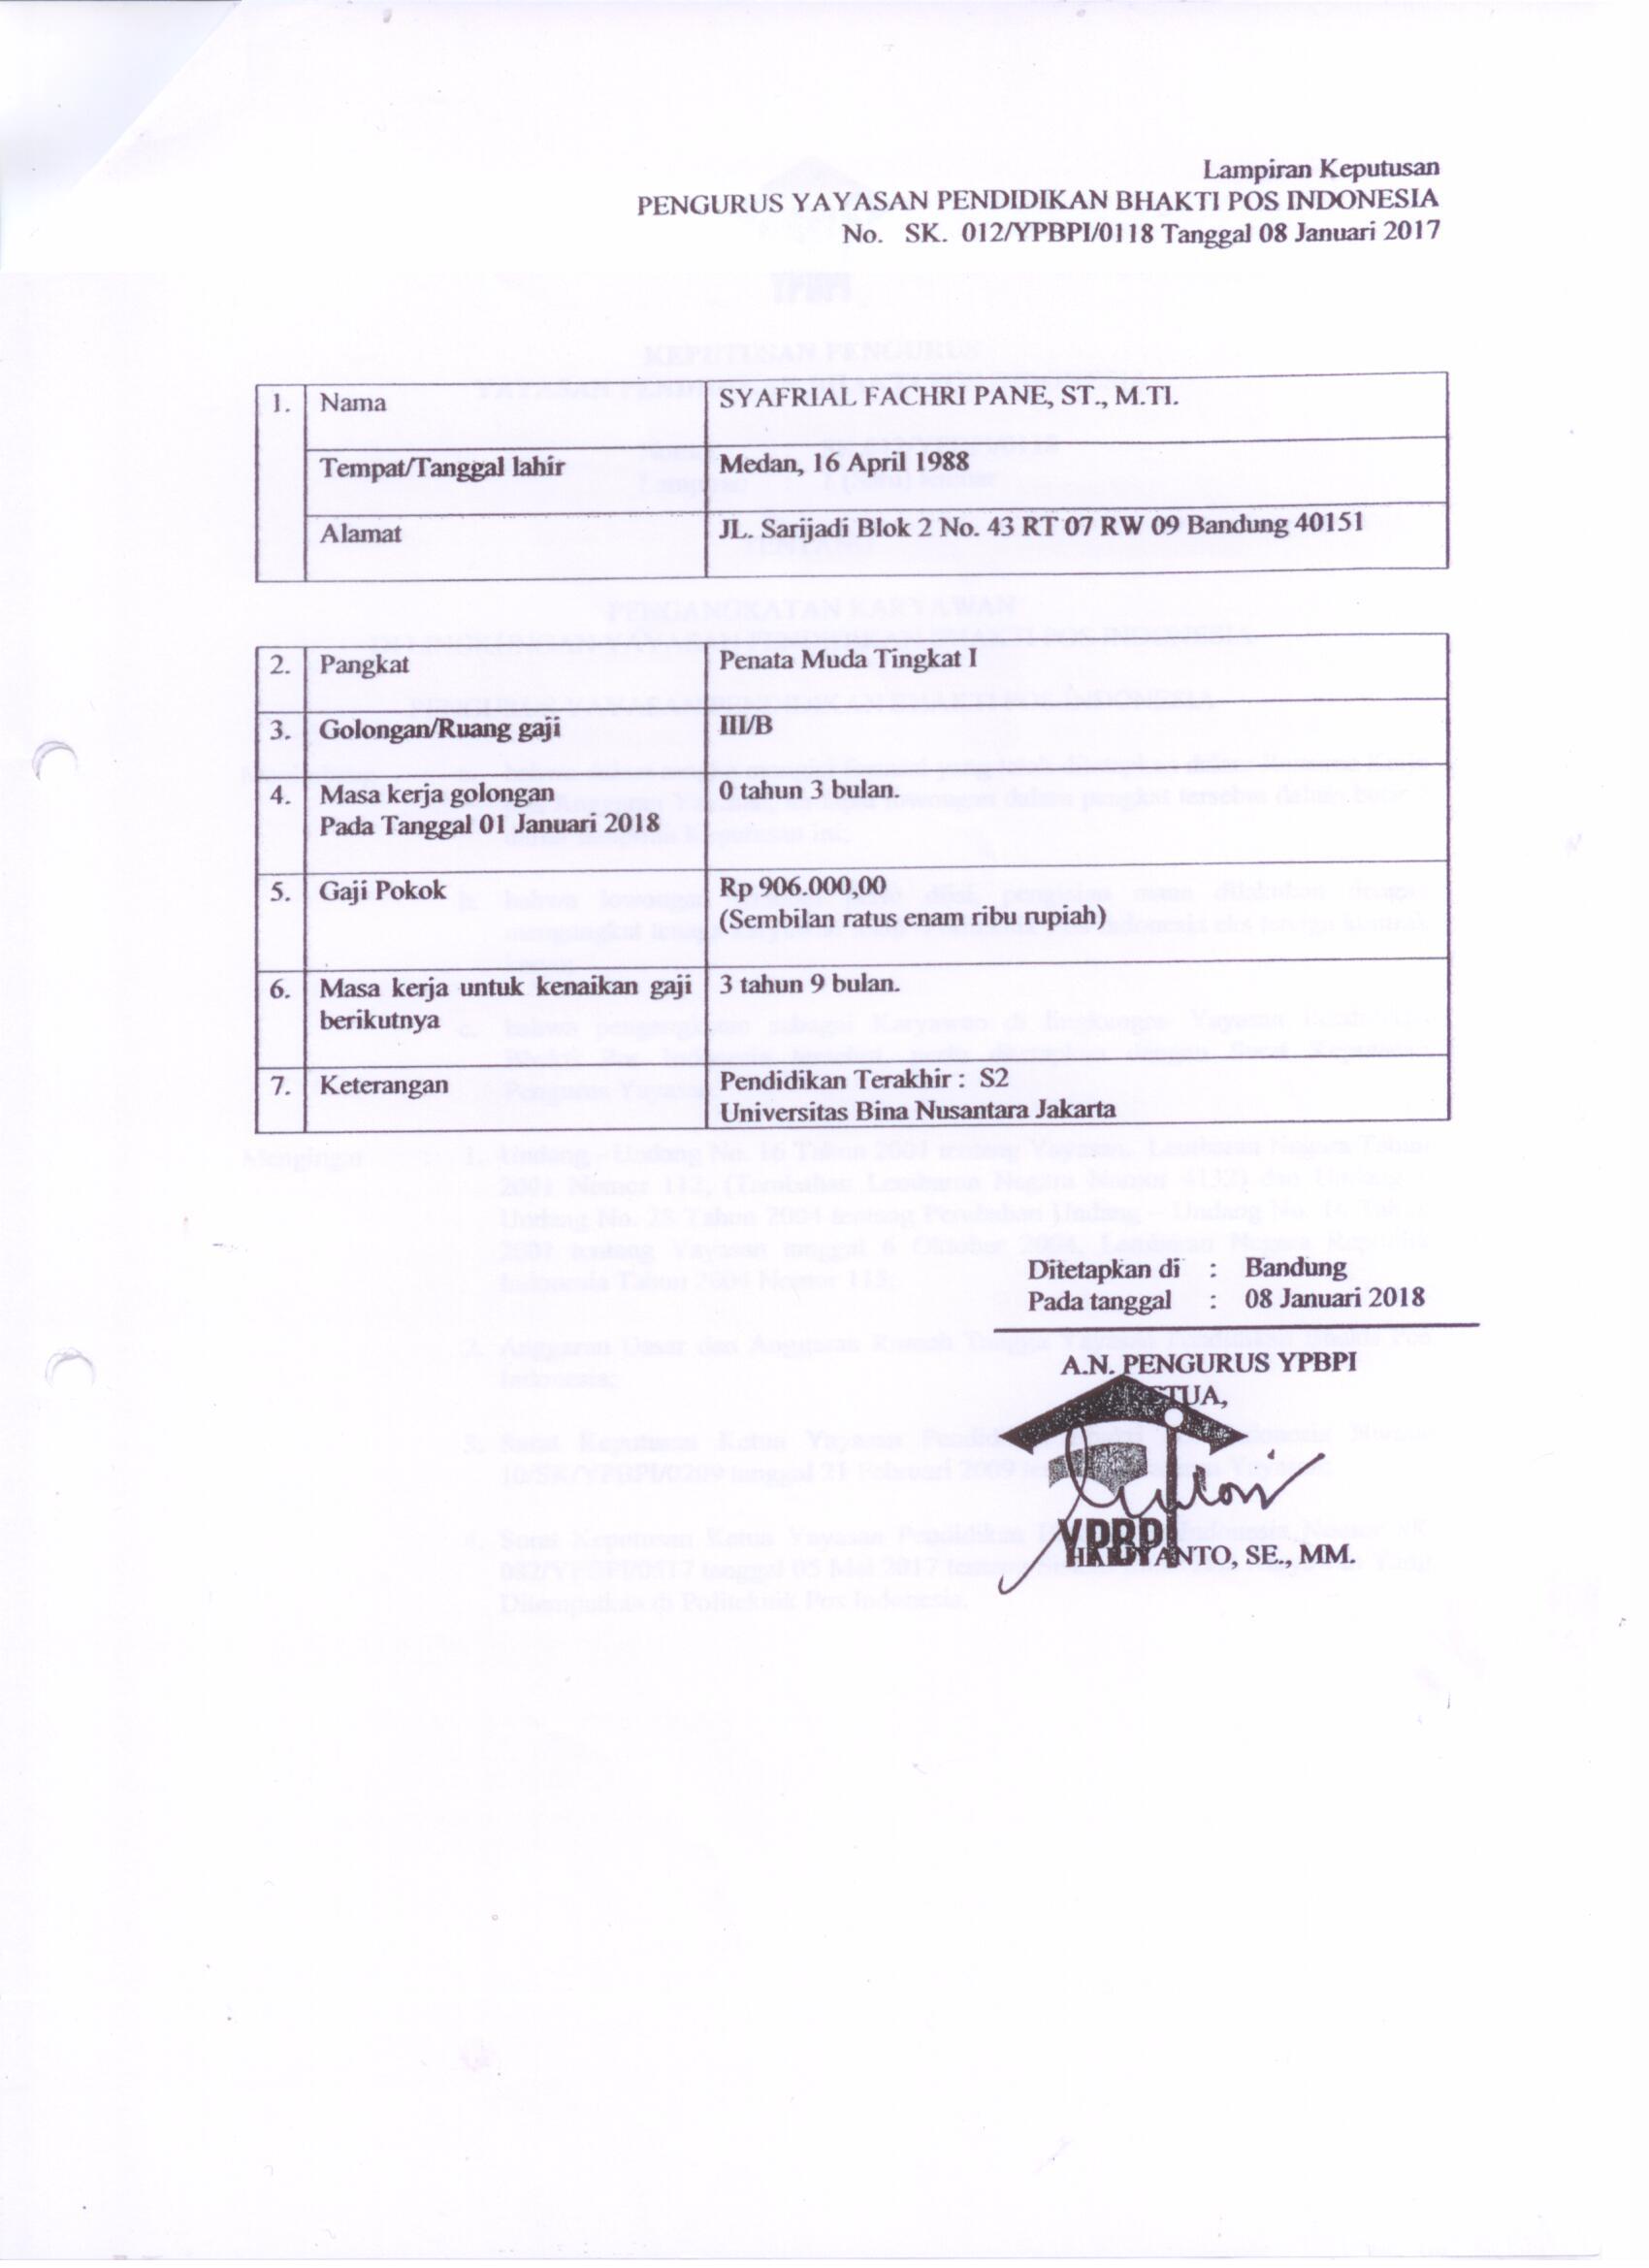 Lampiran Keputusan
PENGURUS YAYASAN PENDIDIKAN BHAKTI POS INDONESIA
No. SK. 012/YPBPI/0118 Tanggal 08 Januari 2017
1. Nama SYAFRIAL FACHRI PANE, ST., M.TI.
Tempat/Tanggal lahir Medan, 16 April 1988
Alamat JL. Sarijadi Blok 2 No. 43 RT 07 RW 09 Bandung 40151
2. Pangkat Penata Muda Tingkat I
3. Golongan/Ruang gaji III/B
4. Masa kerja golongan 0 tahun 3 bulan.
Pada Tanggal 01 Januari 2018
5. Gaji Pokok Rp 906.000,00
(Sembilan ratus enam ribu rupiah)
6. Masa kerja untuk kenaikan gaji 3 tahun 9 bulan.
berikutnya
7. Keterangan Pendidikan Terakhir : S2
Universitas Bina Nusantara Jakarta
Ditetapkan di : Bandung
Pada tanggal : 08 Januari 2018
A.N. PENGURUS YPBPI
YPBPI
SE., MM.